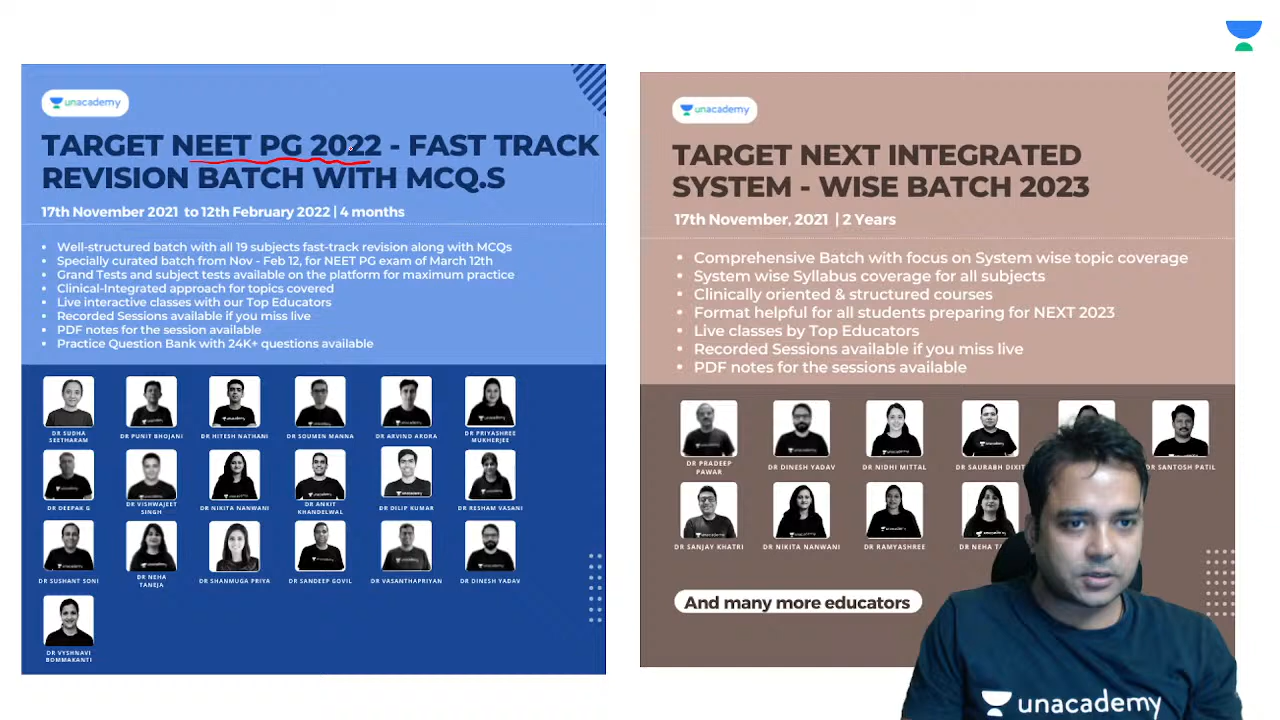 unacademy
TARGET NEET PG 2022 - FAST TRACK
REVISION BATCH WITH MCQ.S
17th November 2021 to 12th February 2022 | 4 months
• Well-structured batch with all 19 subjects fast-track revision along with MCQs
• Specially curated batch from Nov - Feb 12, for NEET PG exam of March 12th
• Grand Tests and subject tests available on the platform for maximum practice
• Clinical-Integrated approach for topics covered
• Live interactive classes with our Top Educators
• Recorded Sessions available if you miss live
• PDF notes for the session available
• Practice Question Bank with 24K+ questions available
DR SUDHA
SEETHARAM
DR PUNIT BHOJANI
DR HITESH NATHANI
DR SOUMEN MANNA
DR ARVIND ARORA
DR PRIYASHREE
MUKHERJEE
DR DEEPAK G
DR VISHWAJEET
SINGH
DR NIKITA NANWANI
DR ANKIT
KHANDELWAL
DR DILIP KUMAR
DR RESHAM VASANI
DR SUSHANT SONI
DR NEHA
TANEJA
DR SHANMUGA PRIYA
DR SANDEEP GOVIL
DR VASANTHAPRIYAN
DR DINESH YADAV
DR VYSHNAVI
BOMMAKANTI
unacademy
TARGET NEXT INTEGRATED
SYSTEM - WISE BATCH 2023
17th November, 2021 | 2 Years
• Comprehensive Batch with focus on System wise topic coverage
• System wise Syllabus coverage for all subjects
• Clinically oriented & structured courses
• Format helpful for all students preparing for NEXT 2023
• Live classes by Top Educators
• Recorded Sessions available if you miss live
• PDF notes for the sessions available
DR PRADEEP
PAWAR
DR DINESH YADAV
DR NIDHI MITTAL
DR SAURABH DIXIT
DR SANTOSH PATIL
DR SANJAY KHATRI
DR NIKITA NANWANI
DR RAMYASHREE
DR NEHA
And many more educators
unacademy